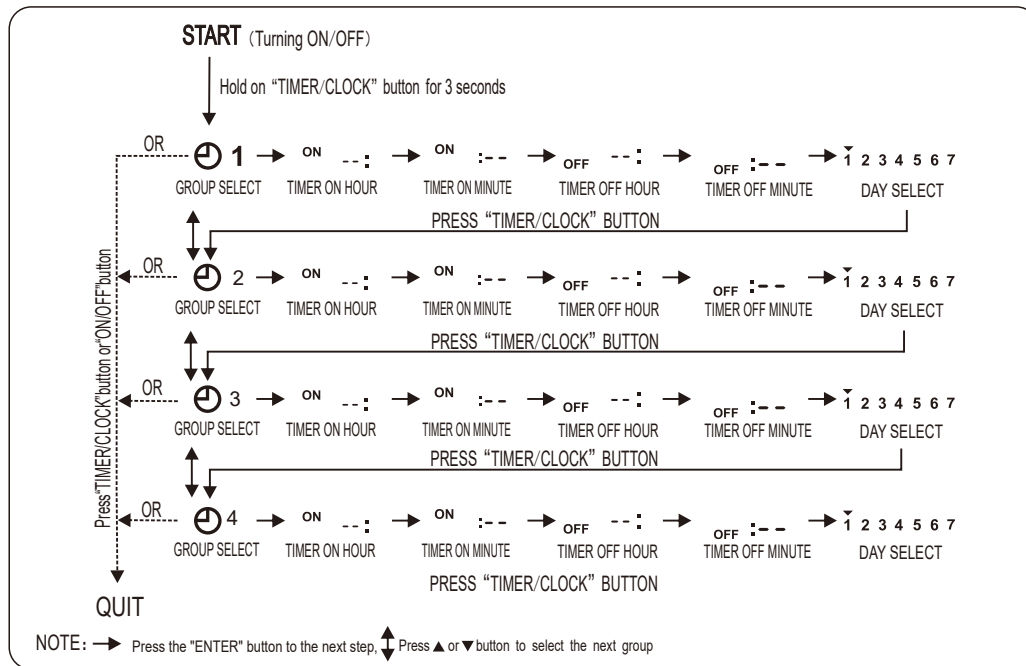 START (Turning ON/OFF)
Hold on “TIMER/CLOCK” button for 3 seconds
OR 1 ON --: ON :-- OFF --: OFF :-- 1 2 3 4 5 6 7
GROUP SELECT TIMER ON HOUR TIMER ON MINUTE TIMER OFF HOUR TIMER OFF MINUTE DAY SELECT
PRESS “TIMER/CLOCK” BUTTON
OR 2 ON --: ON :-- OFF --: OFF :-- 1 2 3 4 5 6 7
GROUP SELECT TIMER ON HOUR TIMER ON MINUTE TIMER OFF HOUR TIMER OFF MINUTE DAY SELECT
PRESS “TIMER/CLOCK” BUTTON
OR 3 ON --: ON :-- OFF --: OFF :-- 1 2 3 4 5 6 7
GROUP SELECT TIMER ON HOUR TIMER ON MINUTE TIMER OFF HOUR TIMER OFF MINUTE DAY SELECT
PRESS “TIMER/CLOCK” BUTTON
OR 4 ON --: ON :-- OFF --: OFF :-- 1 2 3 4 5 6 7
GROUP SELECT TIMER ON HOUR TIMER ON MINUTE TIMER OFF HOUR TIMER OFF MINUTE DAY SELECT
PRESS “TIMER/CLOCK” BUTTON
Press“TIMER/CLOCK”button or“ON/OFF”button
QUIT
NOTE: → Press the "ENTER" button to the next step, ↕ Press ▲ or ▼ button to select the next group